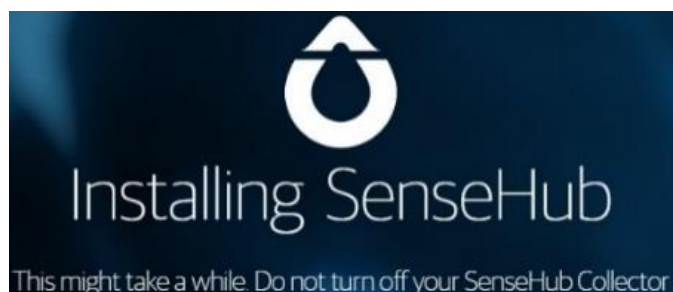 Installing SenseHub
This might take a while. Do not turn off your SenseHub Collector